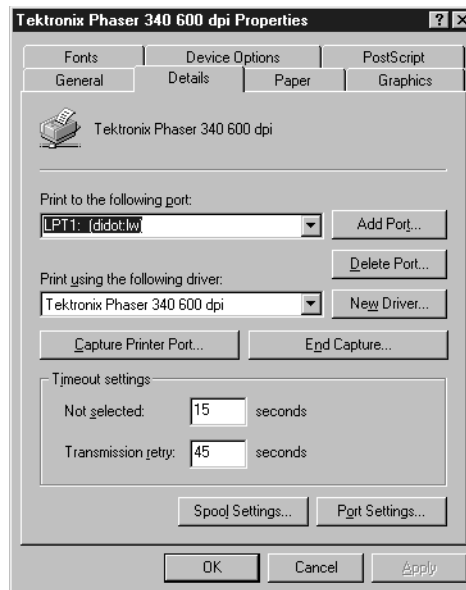 Tektronix Phaser 340 600 dpi Properties
Fonts Device Options PostScript
General Details Paper Graphics
Tektronix Phaser 340 600 dpi
Print to the following port:
LPT1: (didot:lw) Add Port...
Delete Port...
Print using the following driver:
Tektronix Phaser 340 600 dpi New Driver...
Capture Printer Port... End Capture...
Timeout settings
Not selected: 15 seconds
Transmission retry: 45 seconds
Spool Settings... Port Settings...
OK Cancel Apply